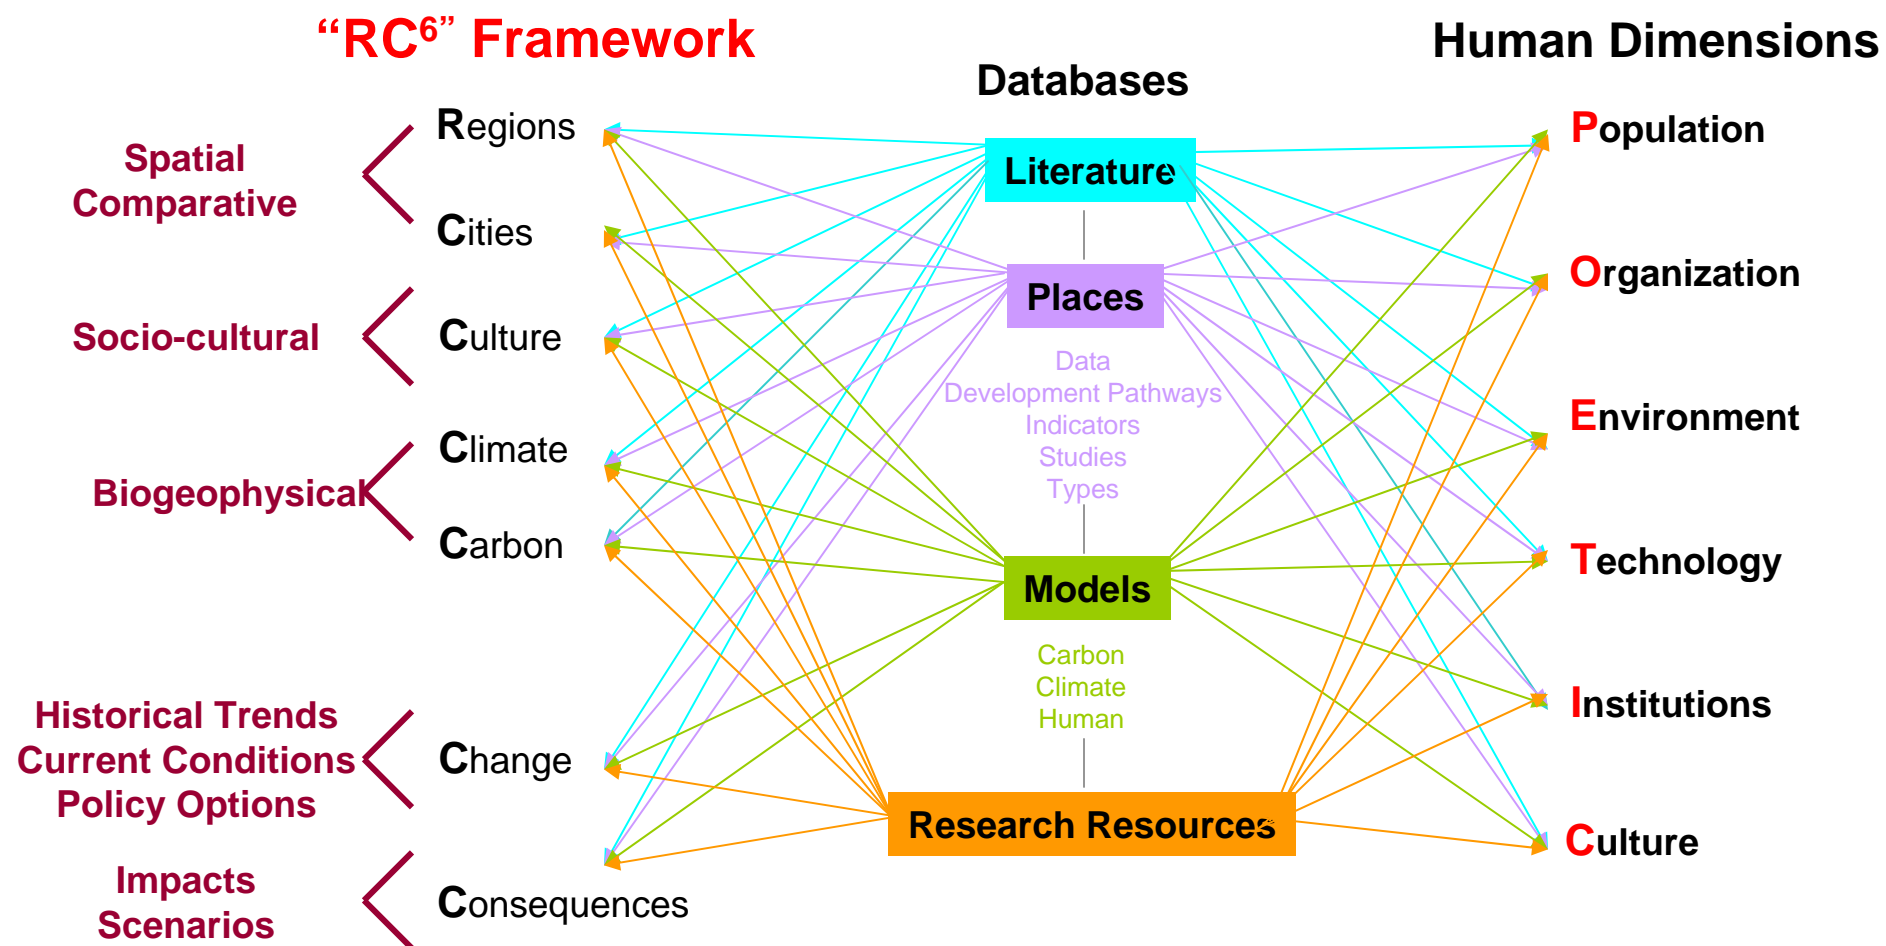 “RC6” Framework
Human Dimensions
Databases
Spatial
Comparative
Regions
Cities
Socio-cultural
Culture
Biogeophysical
Climate
Carbon
Historical Trends
Current Conditions
Policy Options
Change
Impacts
Scenarios
Consequences
Literature
Places
Data
Development Pathways
Indicators
Studies
Types
Models
Carbon
Climate
Human
Research Resources
Population
Organization
Environment
Technology
Institutions
Culture